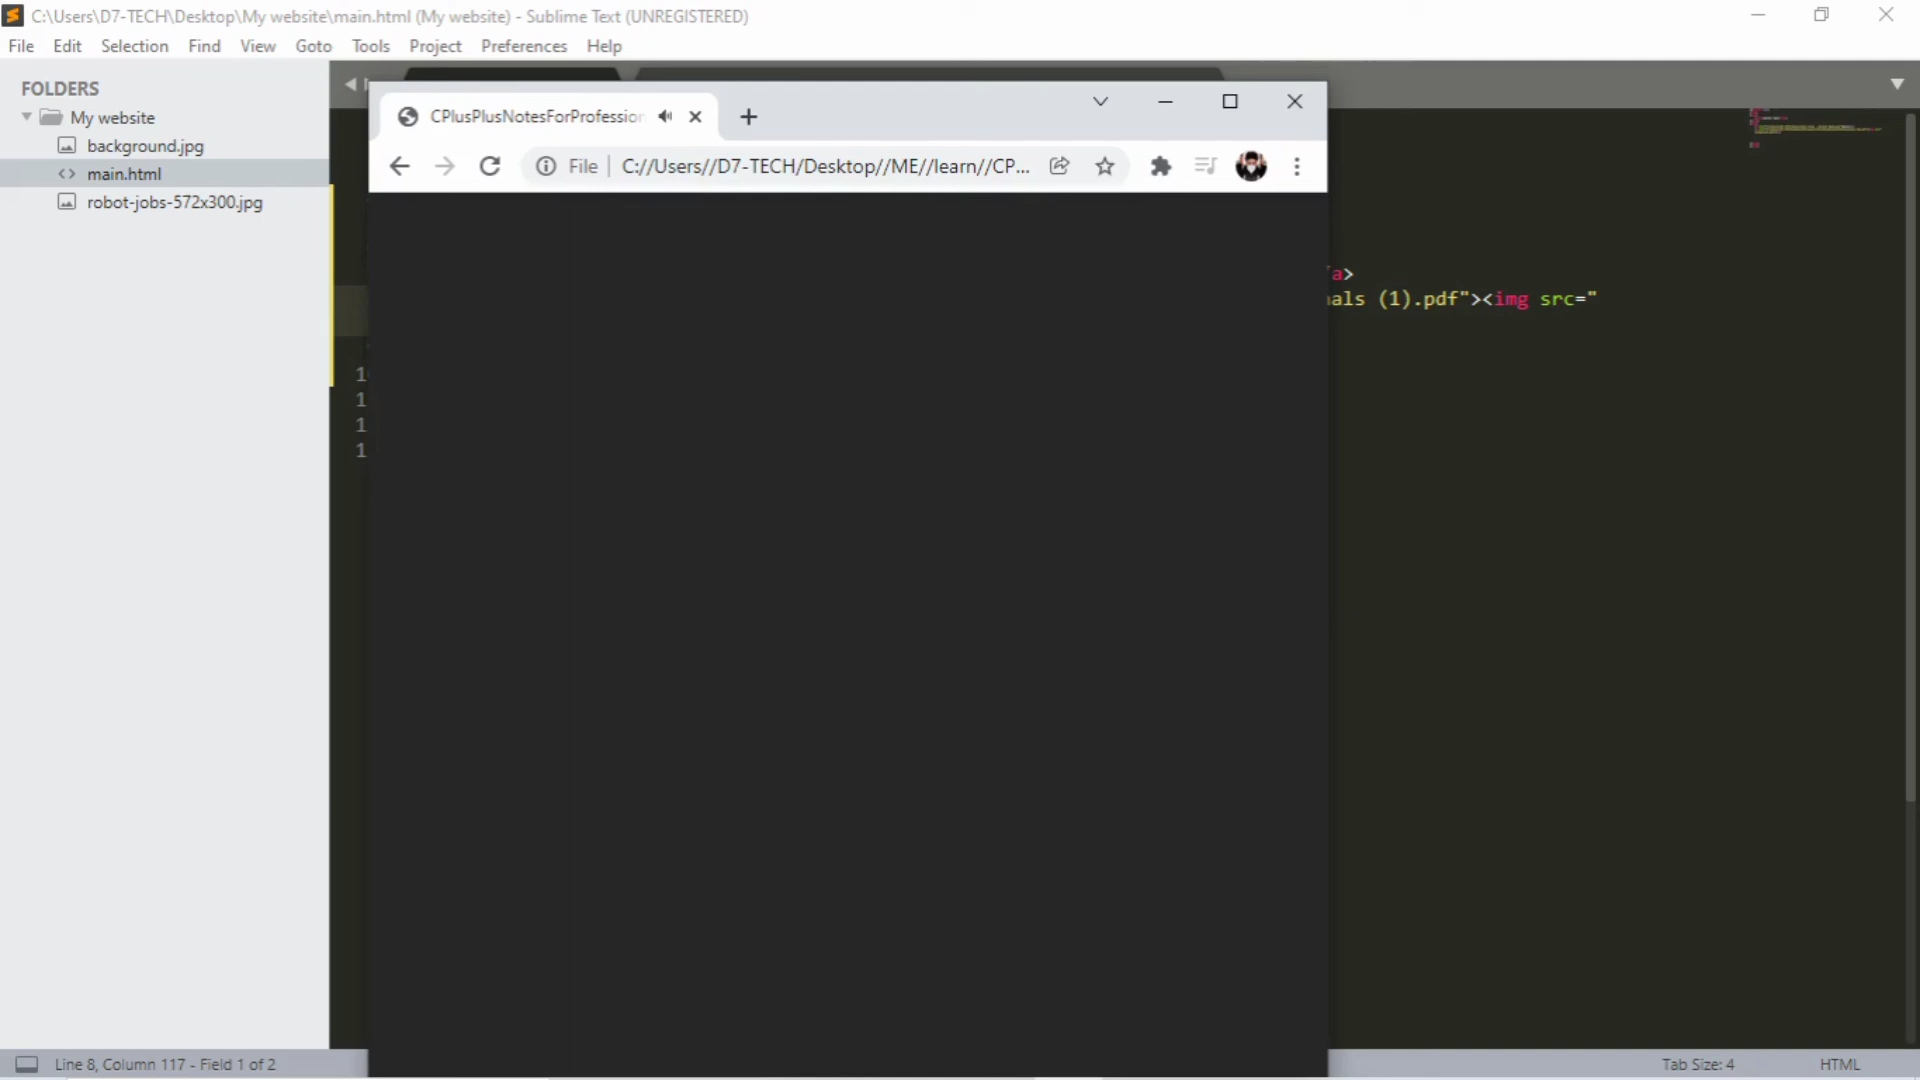 C:\Users\D7-TECH\Desktop\My website\main.html (My website) - Sublime Text (UNREGISTERED)
File Edit Selection Find View Goto Tools Project Preferences Help
FOLDERS
My website
background.jpg
main.html
robot-jobs-572x300.jpg
CPlusPlusNotesForProfession
File C://Users//D7-TECH/Desktop//ME//learn//CP...
a>
als (1).pdf"><img src="
1
1
1
1
Line 8, Column 117 - Field 1 of 2
Tab Size: 4
HTML